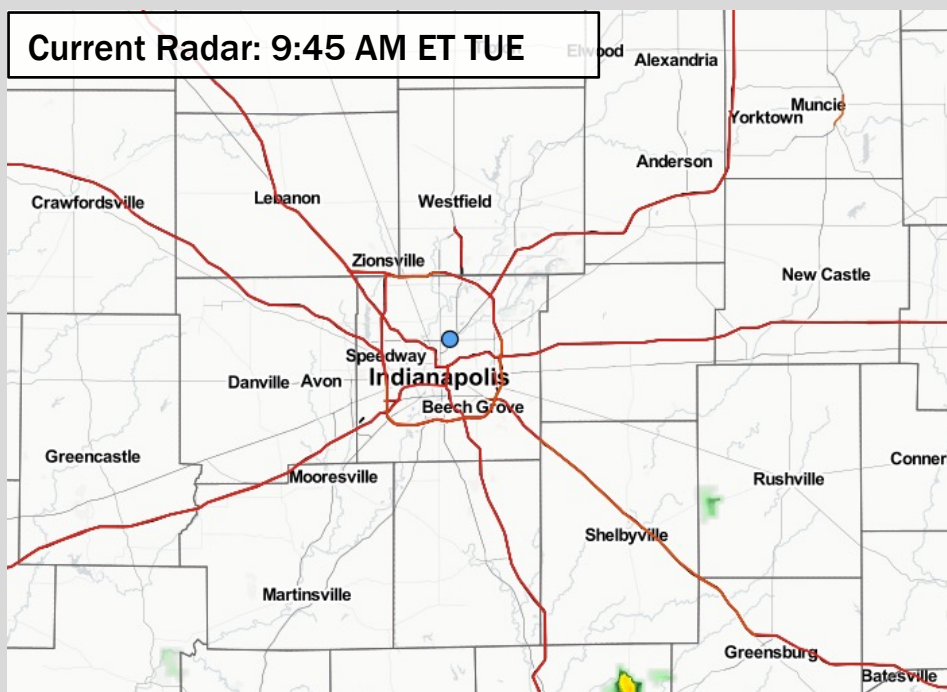 Current Radar: 9:45 AM ET TUE
Elwood
Alexandria
Muncie
Yorktown
Anderson
Crawfordsville
Lebanon
Westfield
Zionsville
New Castle
Speedway
Danville
Avon
Indianapolis
Beech Grove
Greencastle
Mooresville
Rushville
Conner
Shelbyville
Martinsville
Greensburg
Batesville